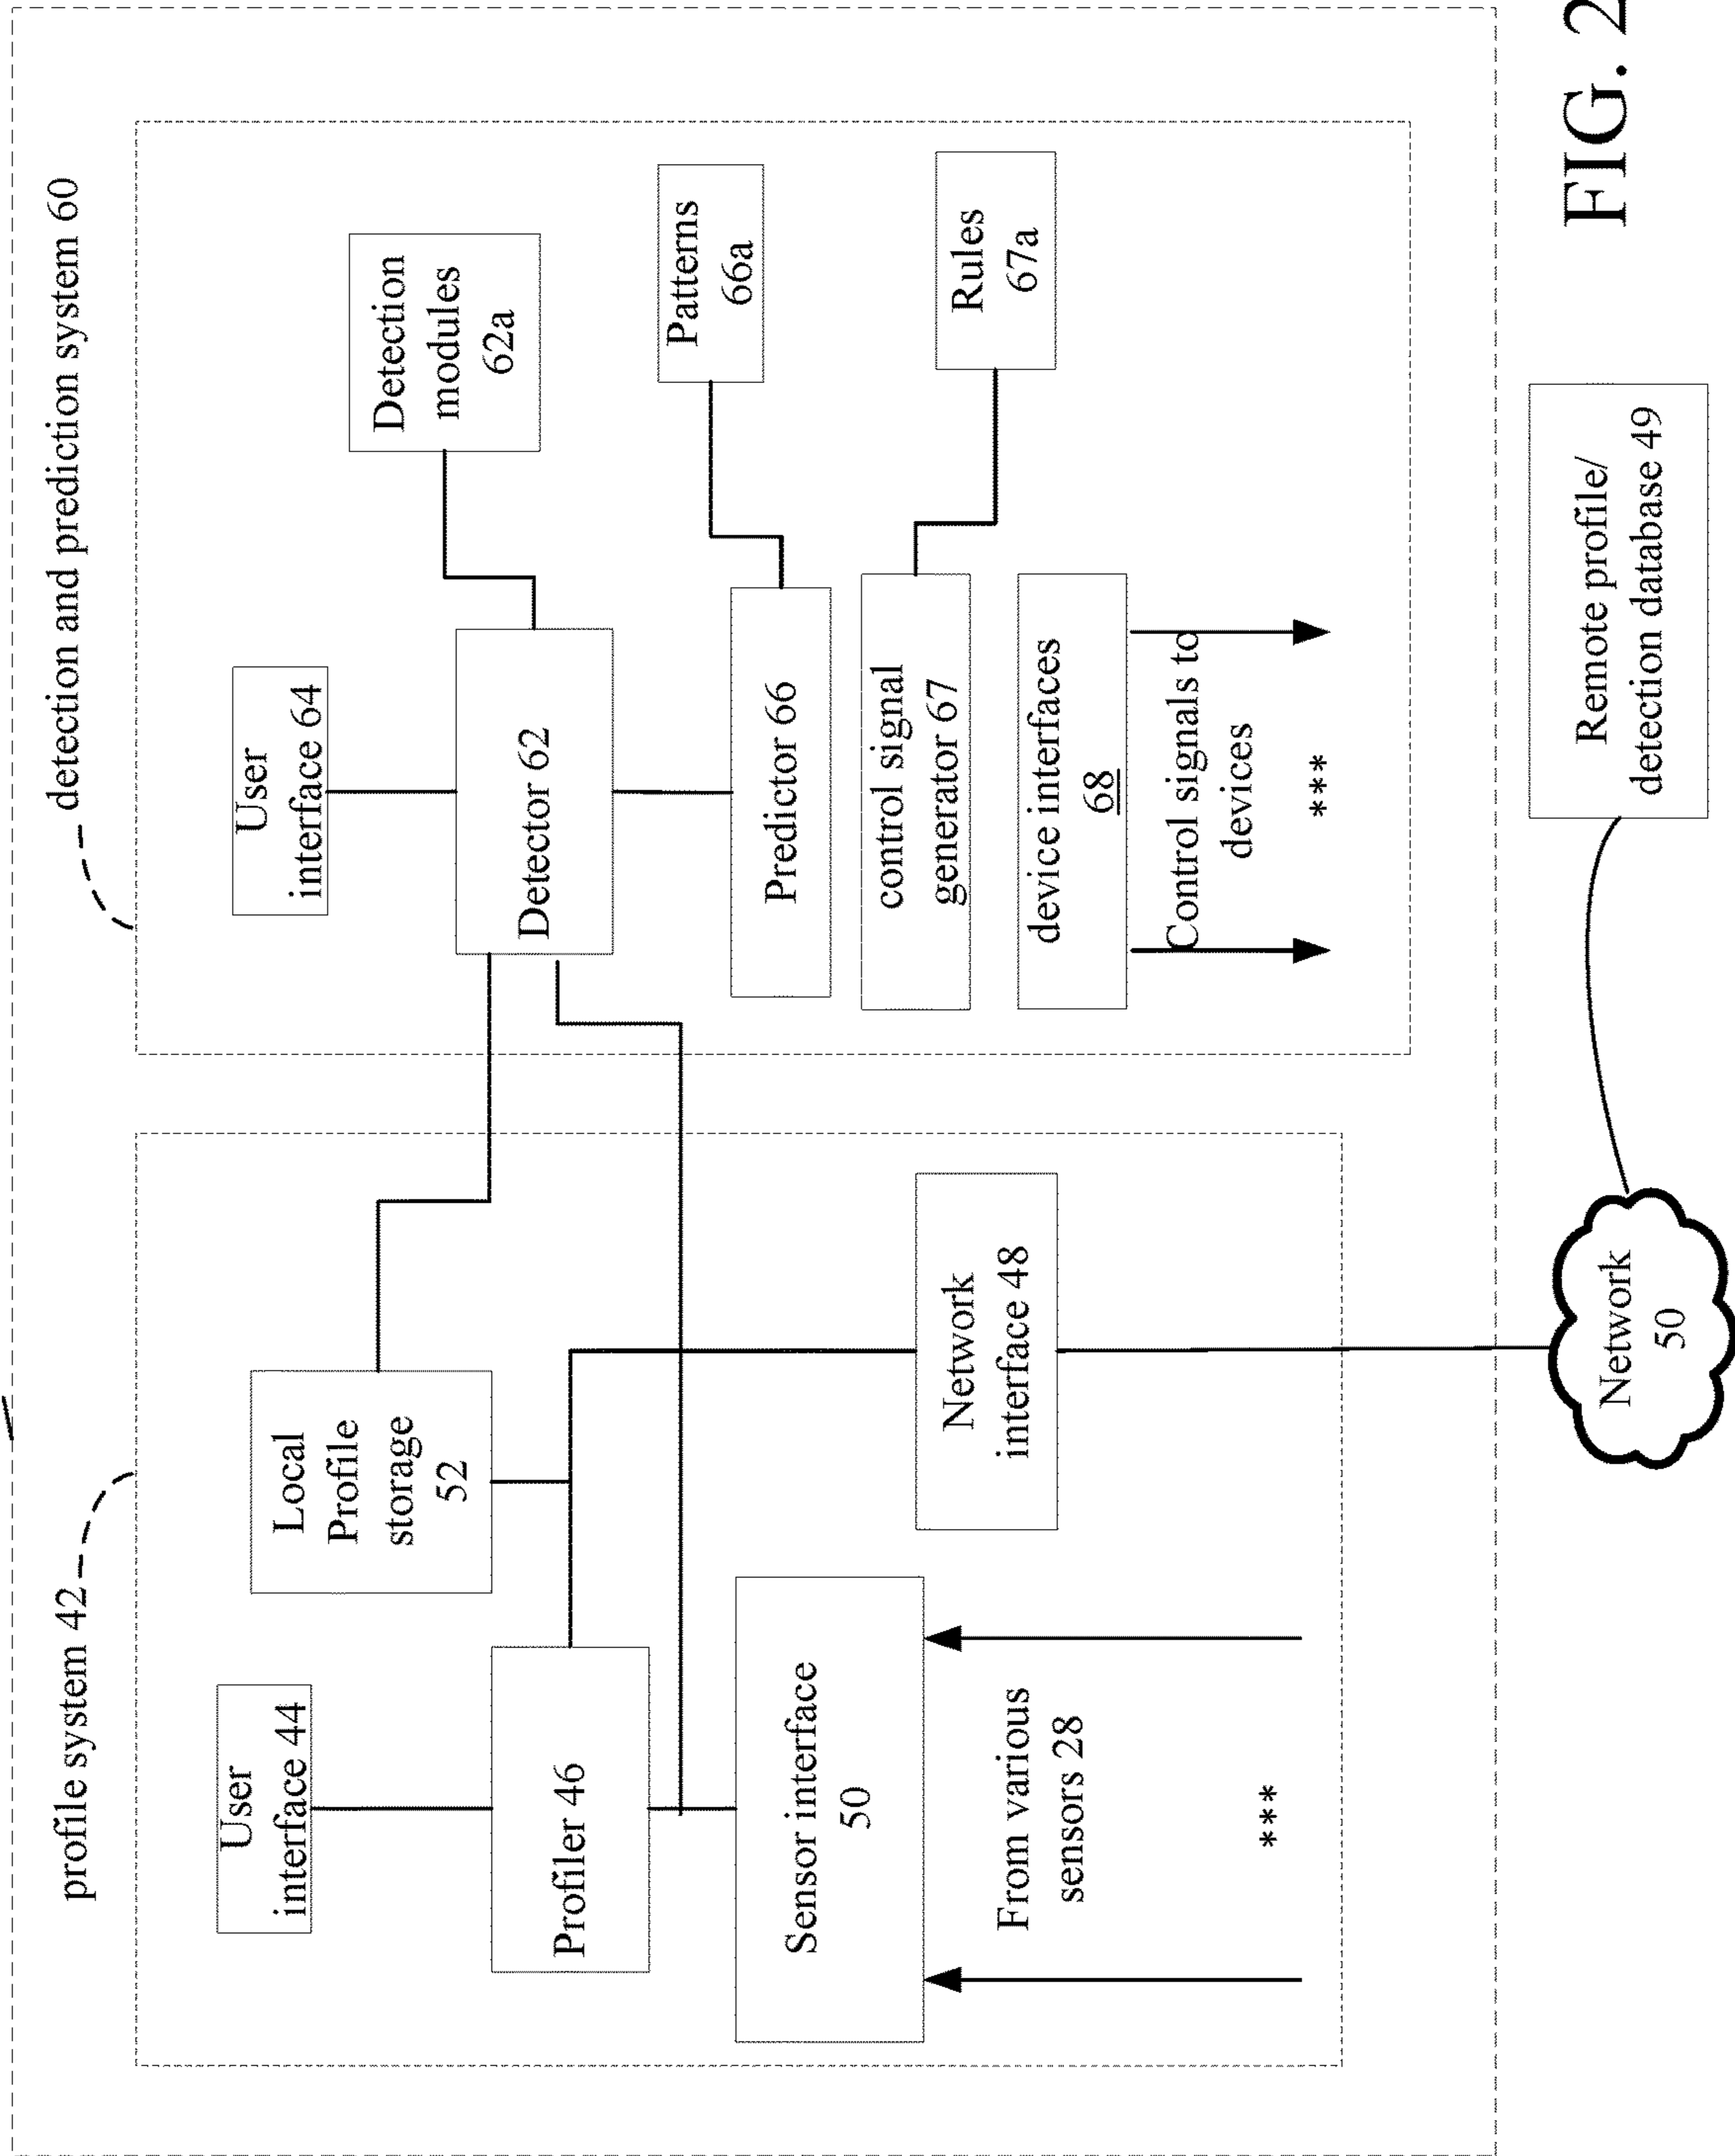 profile system 42
detection and prediction system 60
User
interface 44
Local
Profile
storage
52
Profiler 46
Sensor interface
50
From various
sensors 28
***
Network
interface 48
User
interface 64
Detection
modules
62a
Detector 62
Patterns
66a
Predictor 66
control signal
generator 67
Rules
67a
device interfaces
68
Control signals to
devices
***
Network
50
Remote profile/
detection database 49
FIG. 2